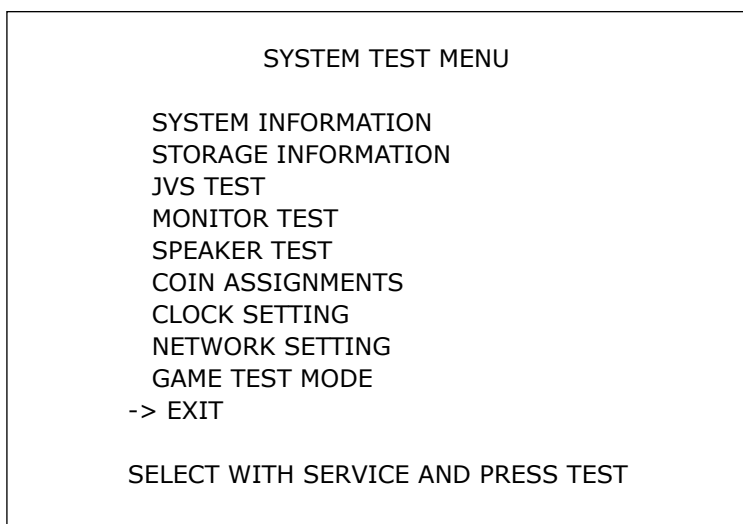 SYSTEM TEST MENU
SYSTEM INFORMATION
STORAGE INFORMATION
JVS TEST
MONITOR TEST
SPEAKER TEST
COIN ASSIGNMENTS
CLOCK SETTING
NETWORK SETTING
GAME TEST MODE
-> EXIT
SELECT WITH SERVICE AND PRESS TEST